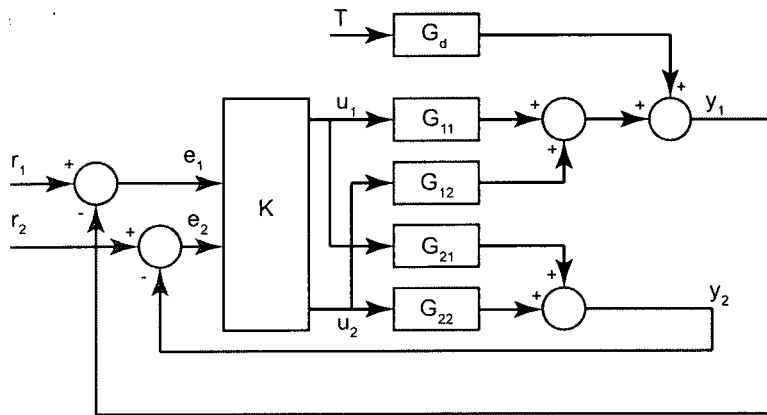 T
G_d
+
u_1
G_11
+
+
y_1
+
r_1
+
e_1
G_12
-
r_2
K
+
e_2
G_21
-
+
u_2
G_22
+
y_2